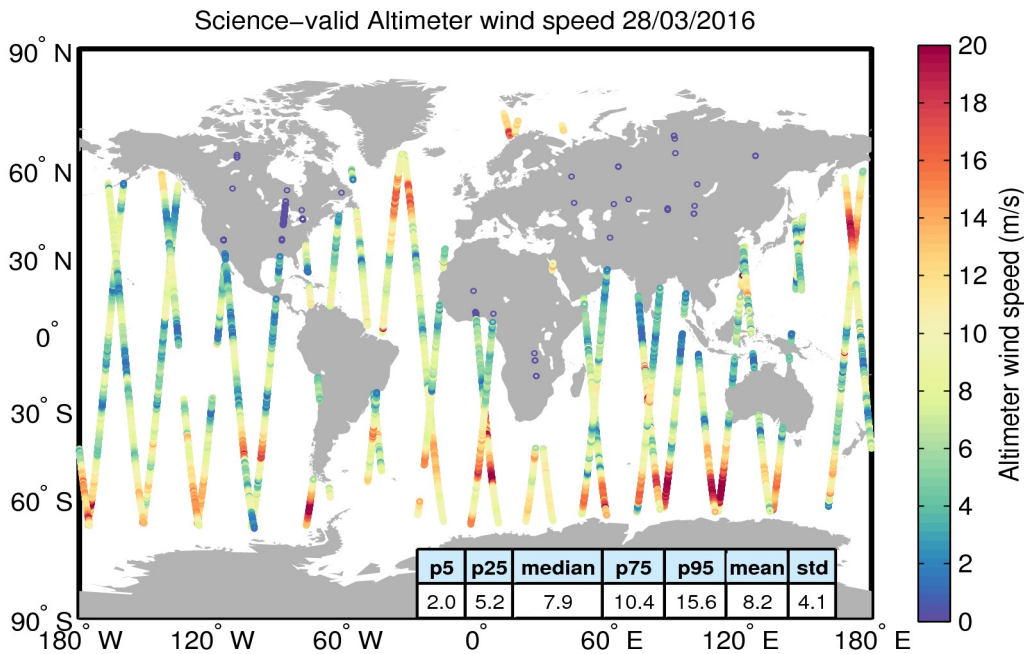 Science−valid Altimeter wind speed 28/03/2016
90° N
60° N
30° N
0°
30° S
60° S
90° S
180° W
120° W
60° W
0°
60° E
120° E
180° E
p5 p25 median p75 p95 mean std
2.0 5.2 7.9 10.4 15.6 8.2 4.1
20
18
16
14
12
10
8
6
4
2
0
Altimeter wind speed (m/s)